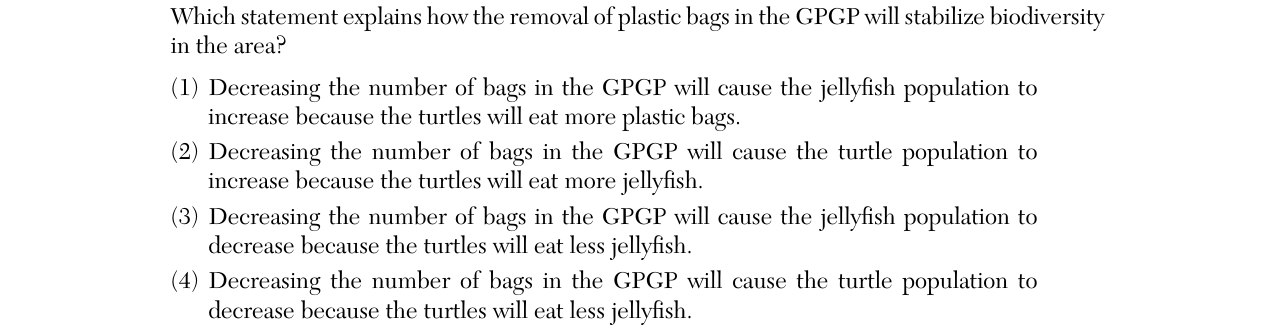 Which statement explains how the removal of plastic bags in the GPGP will stabilize biodiversity
in the area?
(1) Decreasing the number of bags in the GPGP will cause the jellyfish population to
increase because the turtles will eat more plastic bags.
(2) Decreasing the number of bags in the GPGP will cause the turtle population to
increase because the turtles will eat more jellyfish.
(3) Decreasing the number of bags in the GPGP will cause the jellyfish population to
decrease because the turtles will eat less jellyfish.
(4) Decreasing the number of bags in the GPGP will cause the turtle population to
decrease because the turtles will eat less jellyfish.